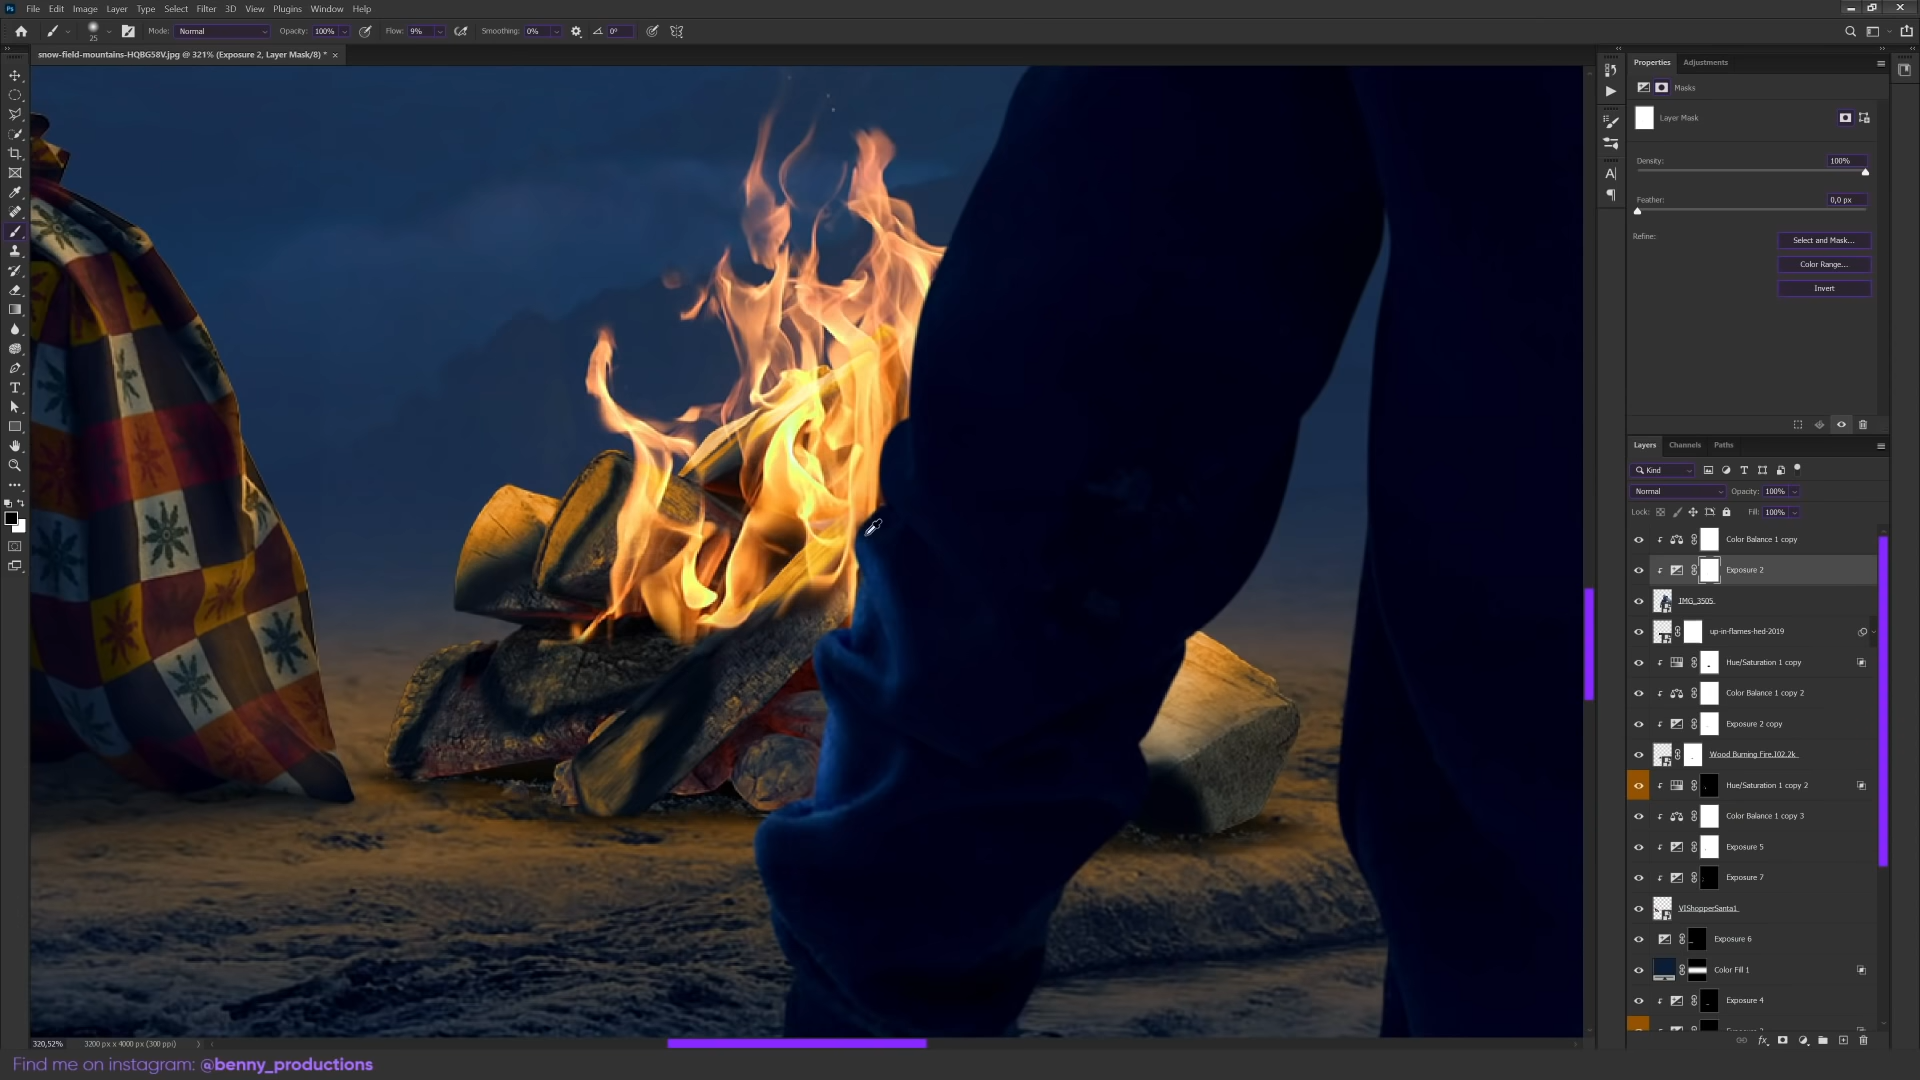 Ps File Edit Image Layer Type Select Filter 3D View Plugins Window Help
25 Mode: Normal Opacity: 100% Flow: 9% Smoothing: 0% 0°
snow-field-mountains-HQBG58V.jpg @ 321% (Exposure 2, Layer Mask/8) * ×
Properties Adjustments
Masks
Layer Mask
Density: 100%
Feather: 0,0 px
Refine: Select and Mask...
Color Range...
Invert
Layers Channels Paths
Kind
Normal Opacity: 100%
Lock: Fill: 100%
Color Balance 1 copy
Exposure 2
IMG_3505
up-in-flames-hed-2019
Hue/Saturation 1 copy
Color Balance 1 copy 2
Exposure 2 copy
Wood Burning Fire.I02.2k
Hue/Saturation 1 copy 2
Color Balance 1 copy 3
Exposure 5
Exposure 7
VIShopperSanta1
Exposure 6
Color Fill 1
Exposure 4
320,52% 3200 px x 4000 px (300 ppi)
Find me on instagram: @benny_productions